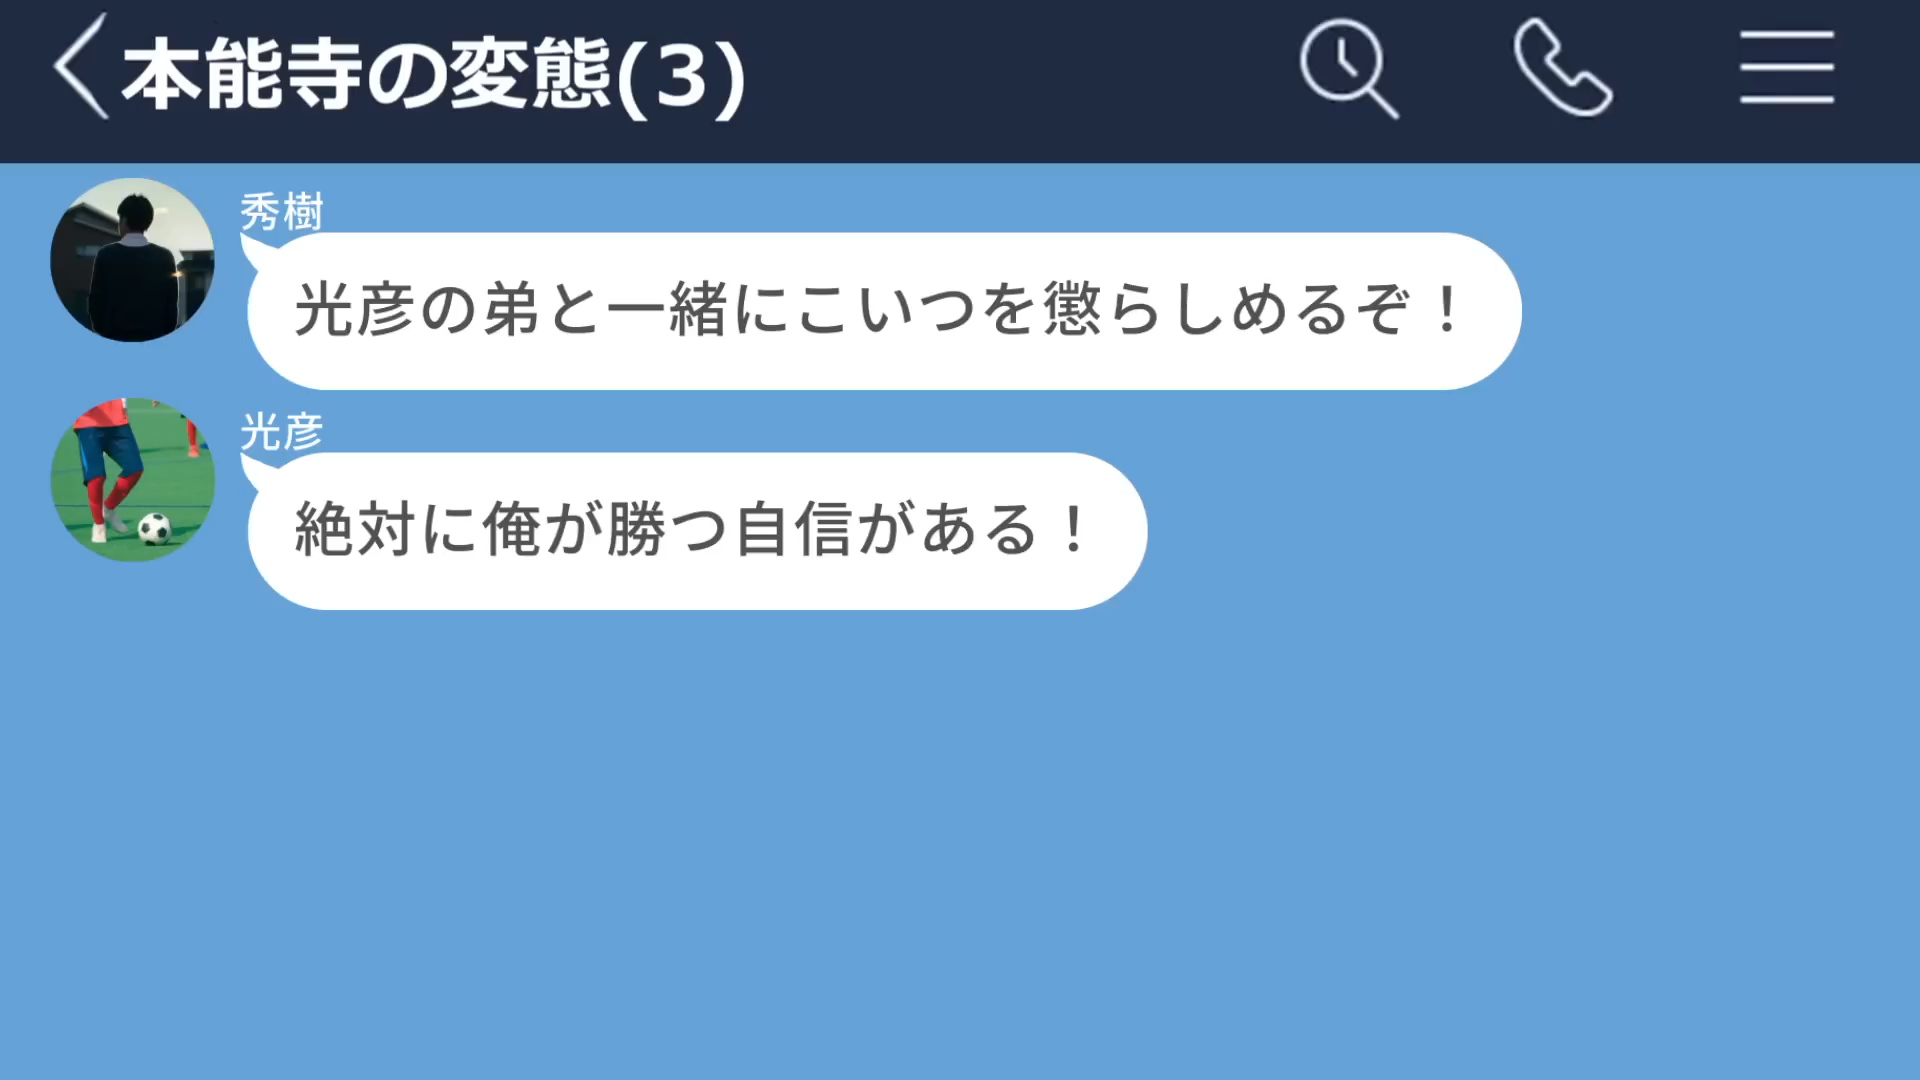 本能寺の変態(3)
秀樹
光彦の弟と一緒にこいつを懲らしめるぞ！
光彦
絶対に俺が勝つ自信がある！